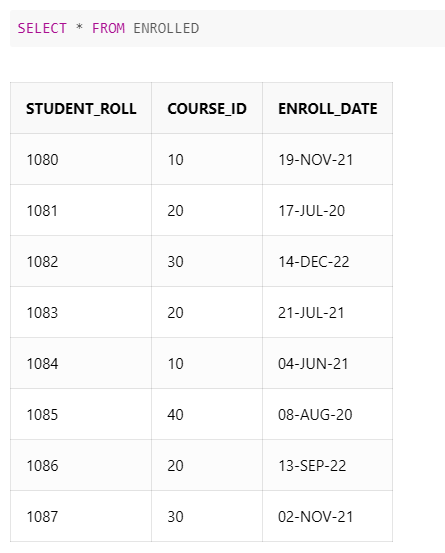 SELECT * FROM ENROLLED
STUDENT_ROLL COURSE_ID ENROLL_DATE
1080 10 19-NOV-21
1081 20 17-JUL-20
1082 30 14-DEC-22
1083 20 21-JUL-21
1084 10 04-JUN-21
1085 40 08-AUG-20
1086 20 13-SEP-22
1087 30 02-NOV-21